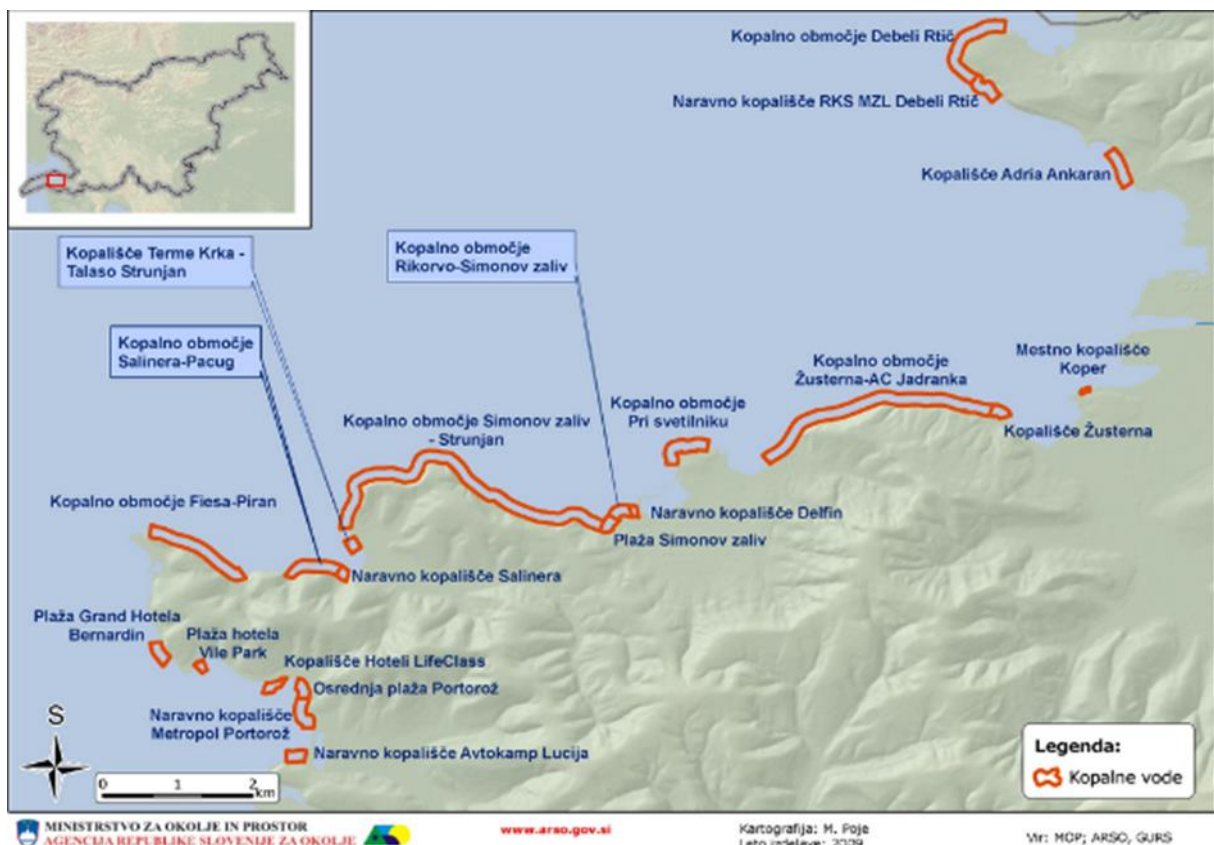 Kopalno območje Debeli Rtič
Naravno kopališče RKS MZL Debeli Rtič
Kopališče Adria Ankaran
Kopališče Terme Krka -
Talaso Strunjan
Kopalno območje
Rikorvo-Simonov zaliv
Kopalno območje
Salinera-Pacug
Kopalno območje
Žusterna-AC Jadranka
Mestno kopališče
Koper
Kopalno območje
Pri svetilniku
Kopališče Žusterna
Kopalno območje Simonov zaliv
- Strunjan
Kopalno območje Fiesa-Piran
Naravno kopališče Delfin
Plaža Simonov zaliv
Naravno kopališče Salinera
Plaža Grand Hotela
Bernardin
Plaža hotela
Vile Park
Kopališče Hoteli LifeClass
Osrednja plaža Portorož
Naravno kopališče
Metropol Portorož
Naravno kopališče Avtokamp Lucija
S
0 1 2
km
Legenda:
Kopalne vode
MINISTRSTVO ZA OKOLJE IN PROSTOR
AGENCIJA REPUBLIKE SLOVENIJE ZA OKOLJE
www.arso.gov.si
Kartografija: M. Poje
Leto izdelave: 2009
Vir: MOP; ARSO, GURS